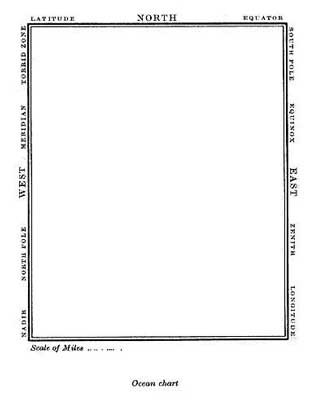 LATITUDE NORTH EQUATOR
TORRID ZONE
MERIDIAN
WEST
NORTH POLE
NADIR
SOUTH POLE
EQUINOX
EAST
ZENITH
LONGITUDE
Scale of Miles
Ocean chart